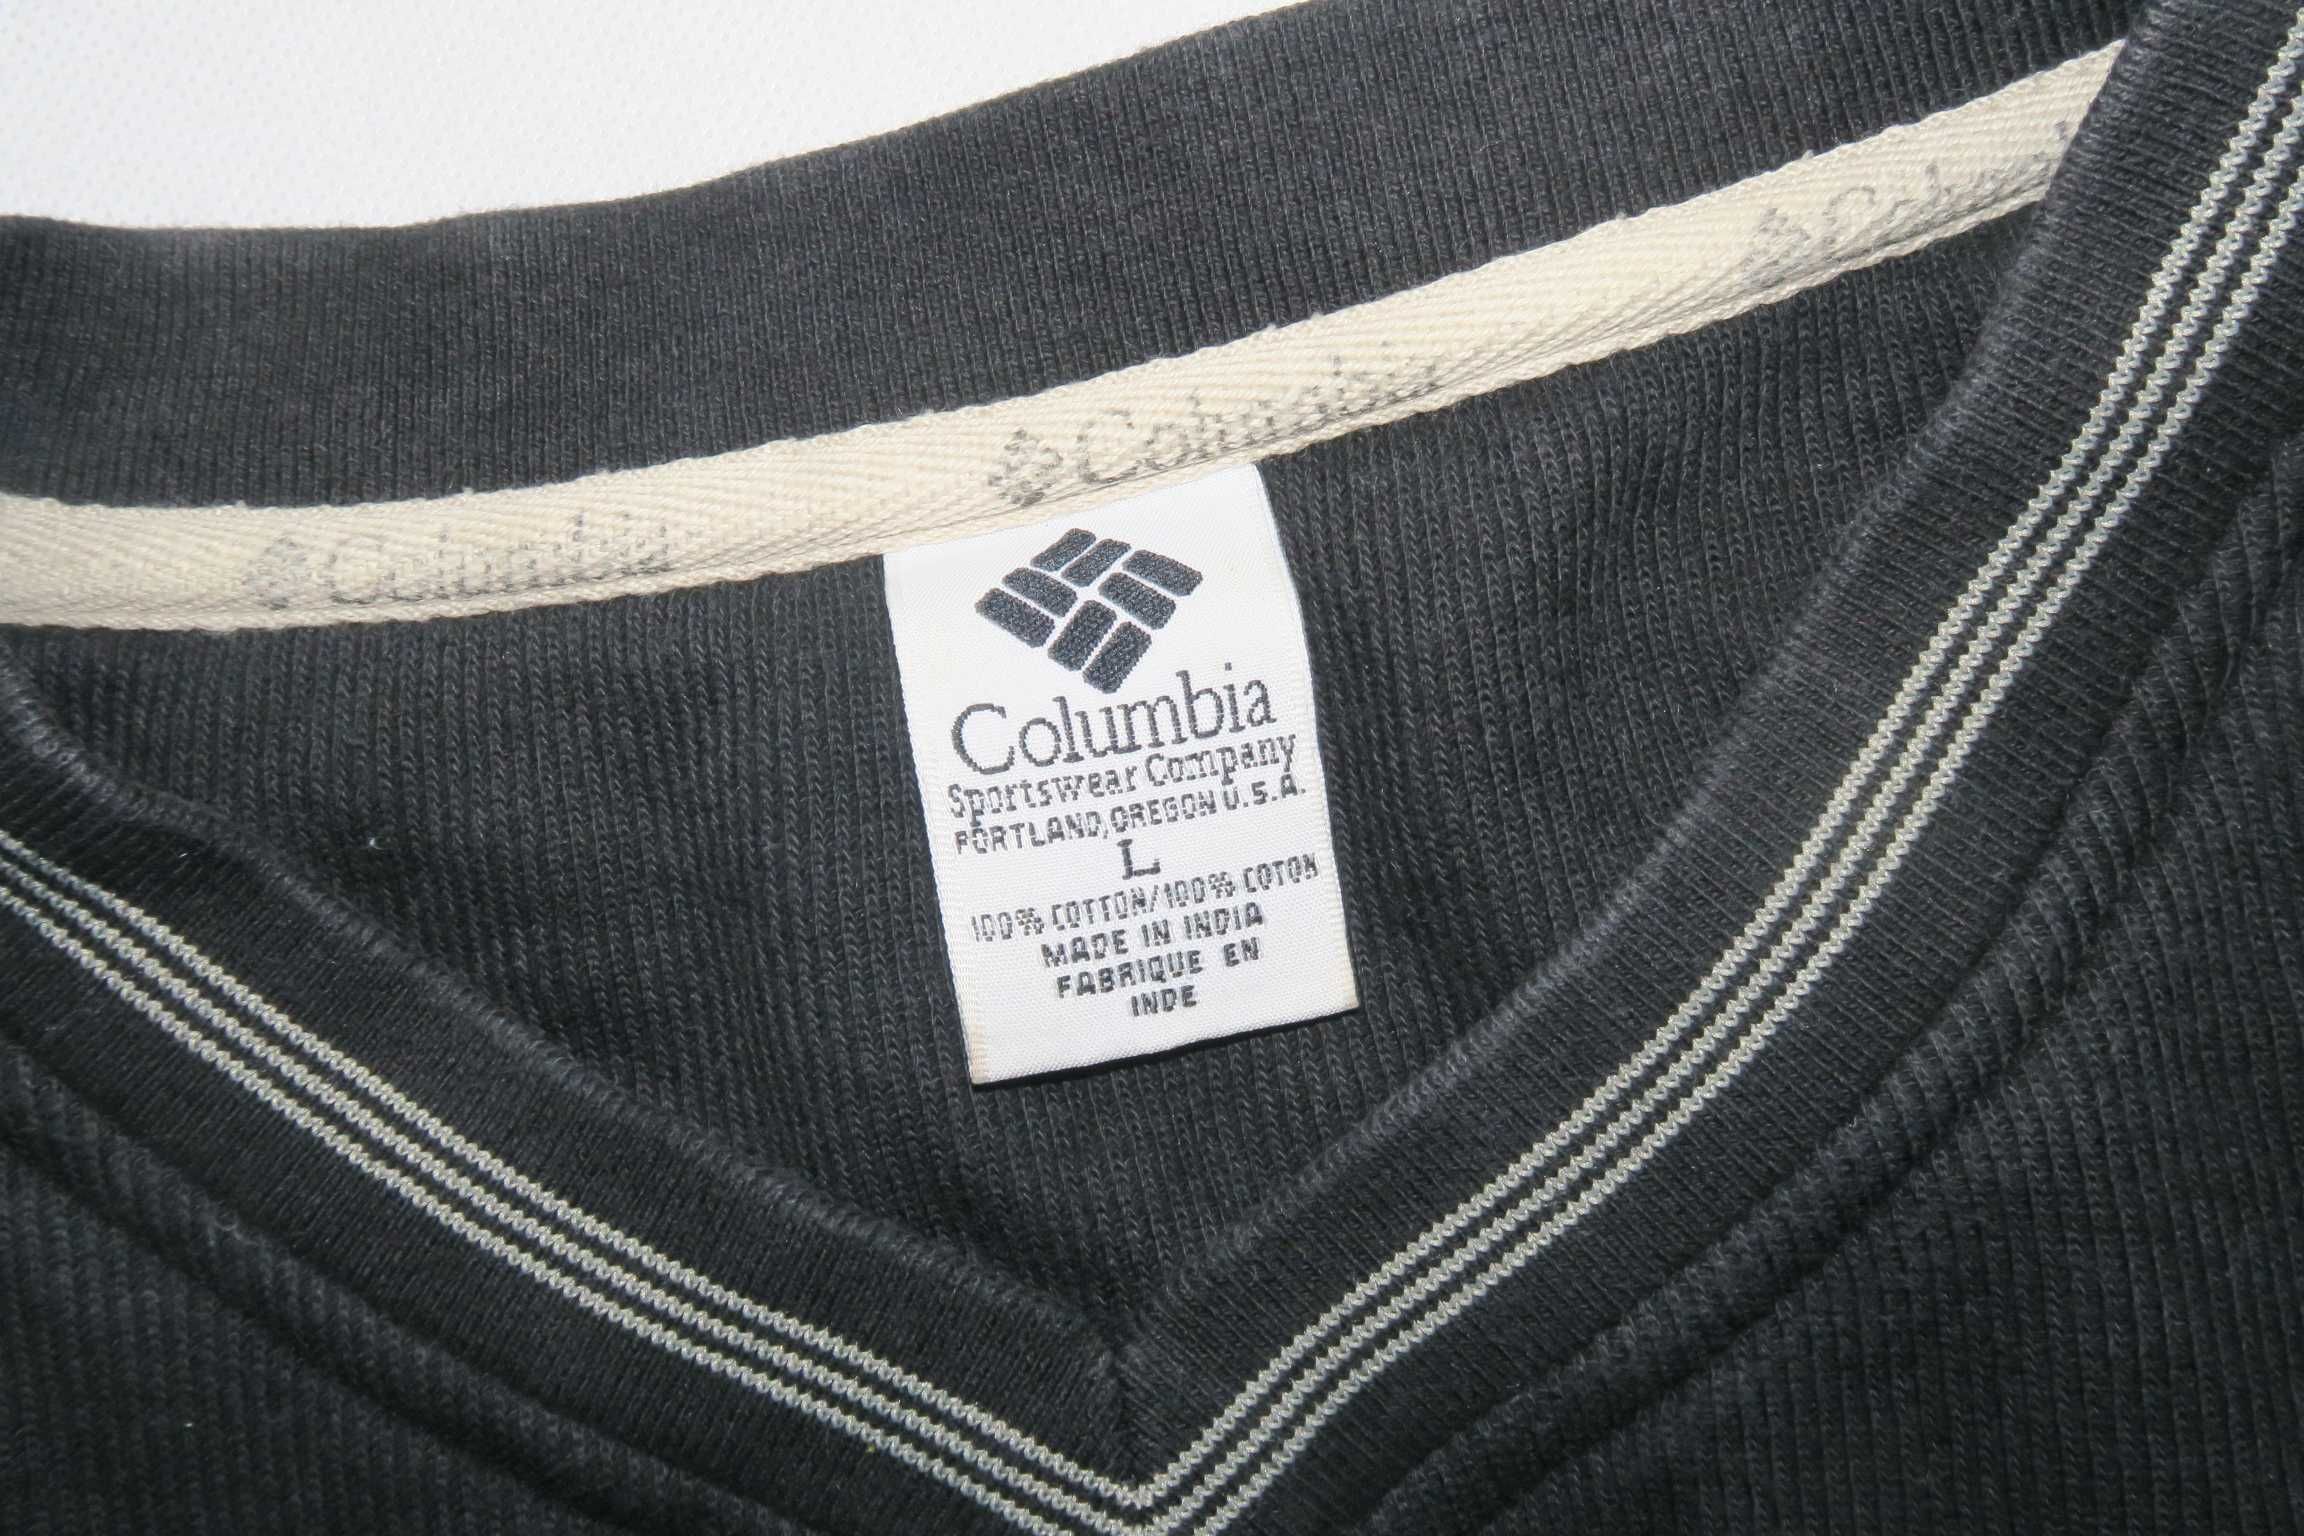 Columbia
Columbia
Columbia
Columbia
Sportswear Company
PORTLAND, OREGON U.S.A.
L
100% COTTON/100% COTON
MADE IN INDIA
FABRIQUE EN
INDE